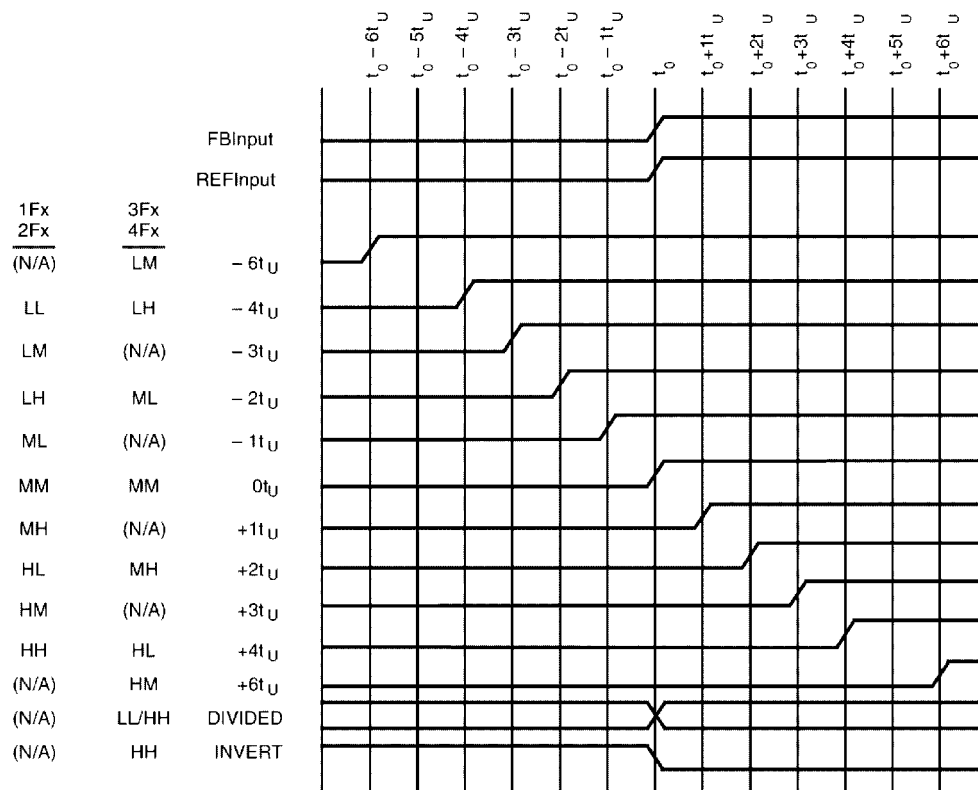 t0 – 6tU
t0 – 5tU
t0 – 4tU
t0 – 3tU
t0 – 2tU
t0 – 1tU
t0
t0+1tU
t0+2tU
t0+3tU
t0+4tU
t0+5tU
t0+6tU
FBInput
REFInput
1Fx 3Fx
2Fx 4Fx
(N/A) LM – 6tU
LL LH – 4tU
LM (N/A) – 3tU
LH ML – 2tU
ML (N/A) – 1tU
MM MM 0tU
MH (N/A) +1tU
HL MH +2tU
HM (N/A) +3tU
HH HL +4tU
(N/A) HM +6tU
(N/A) LL/HH DIVIDED
(N/A) HH INVERT